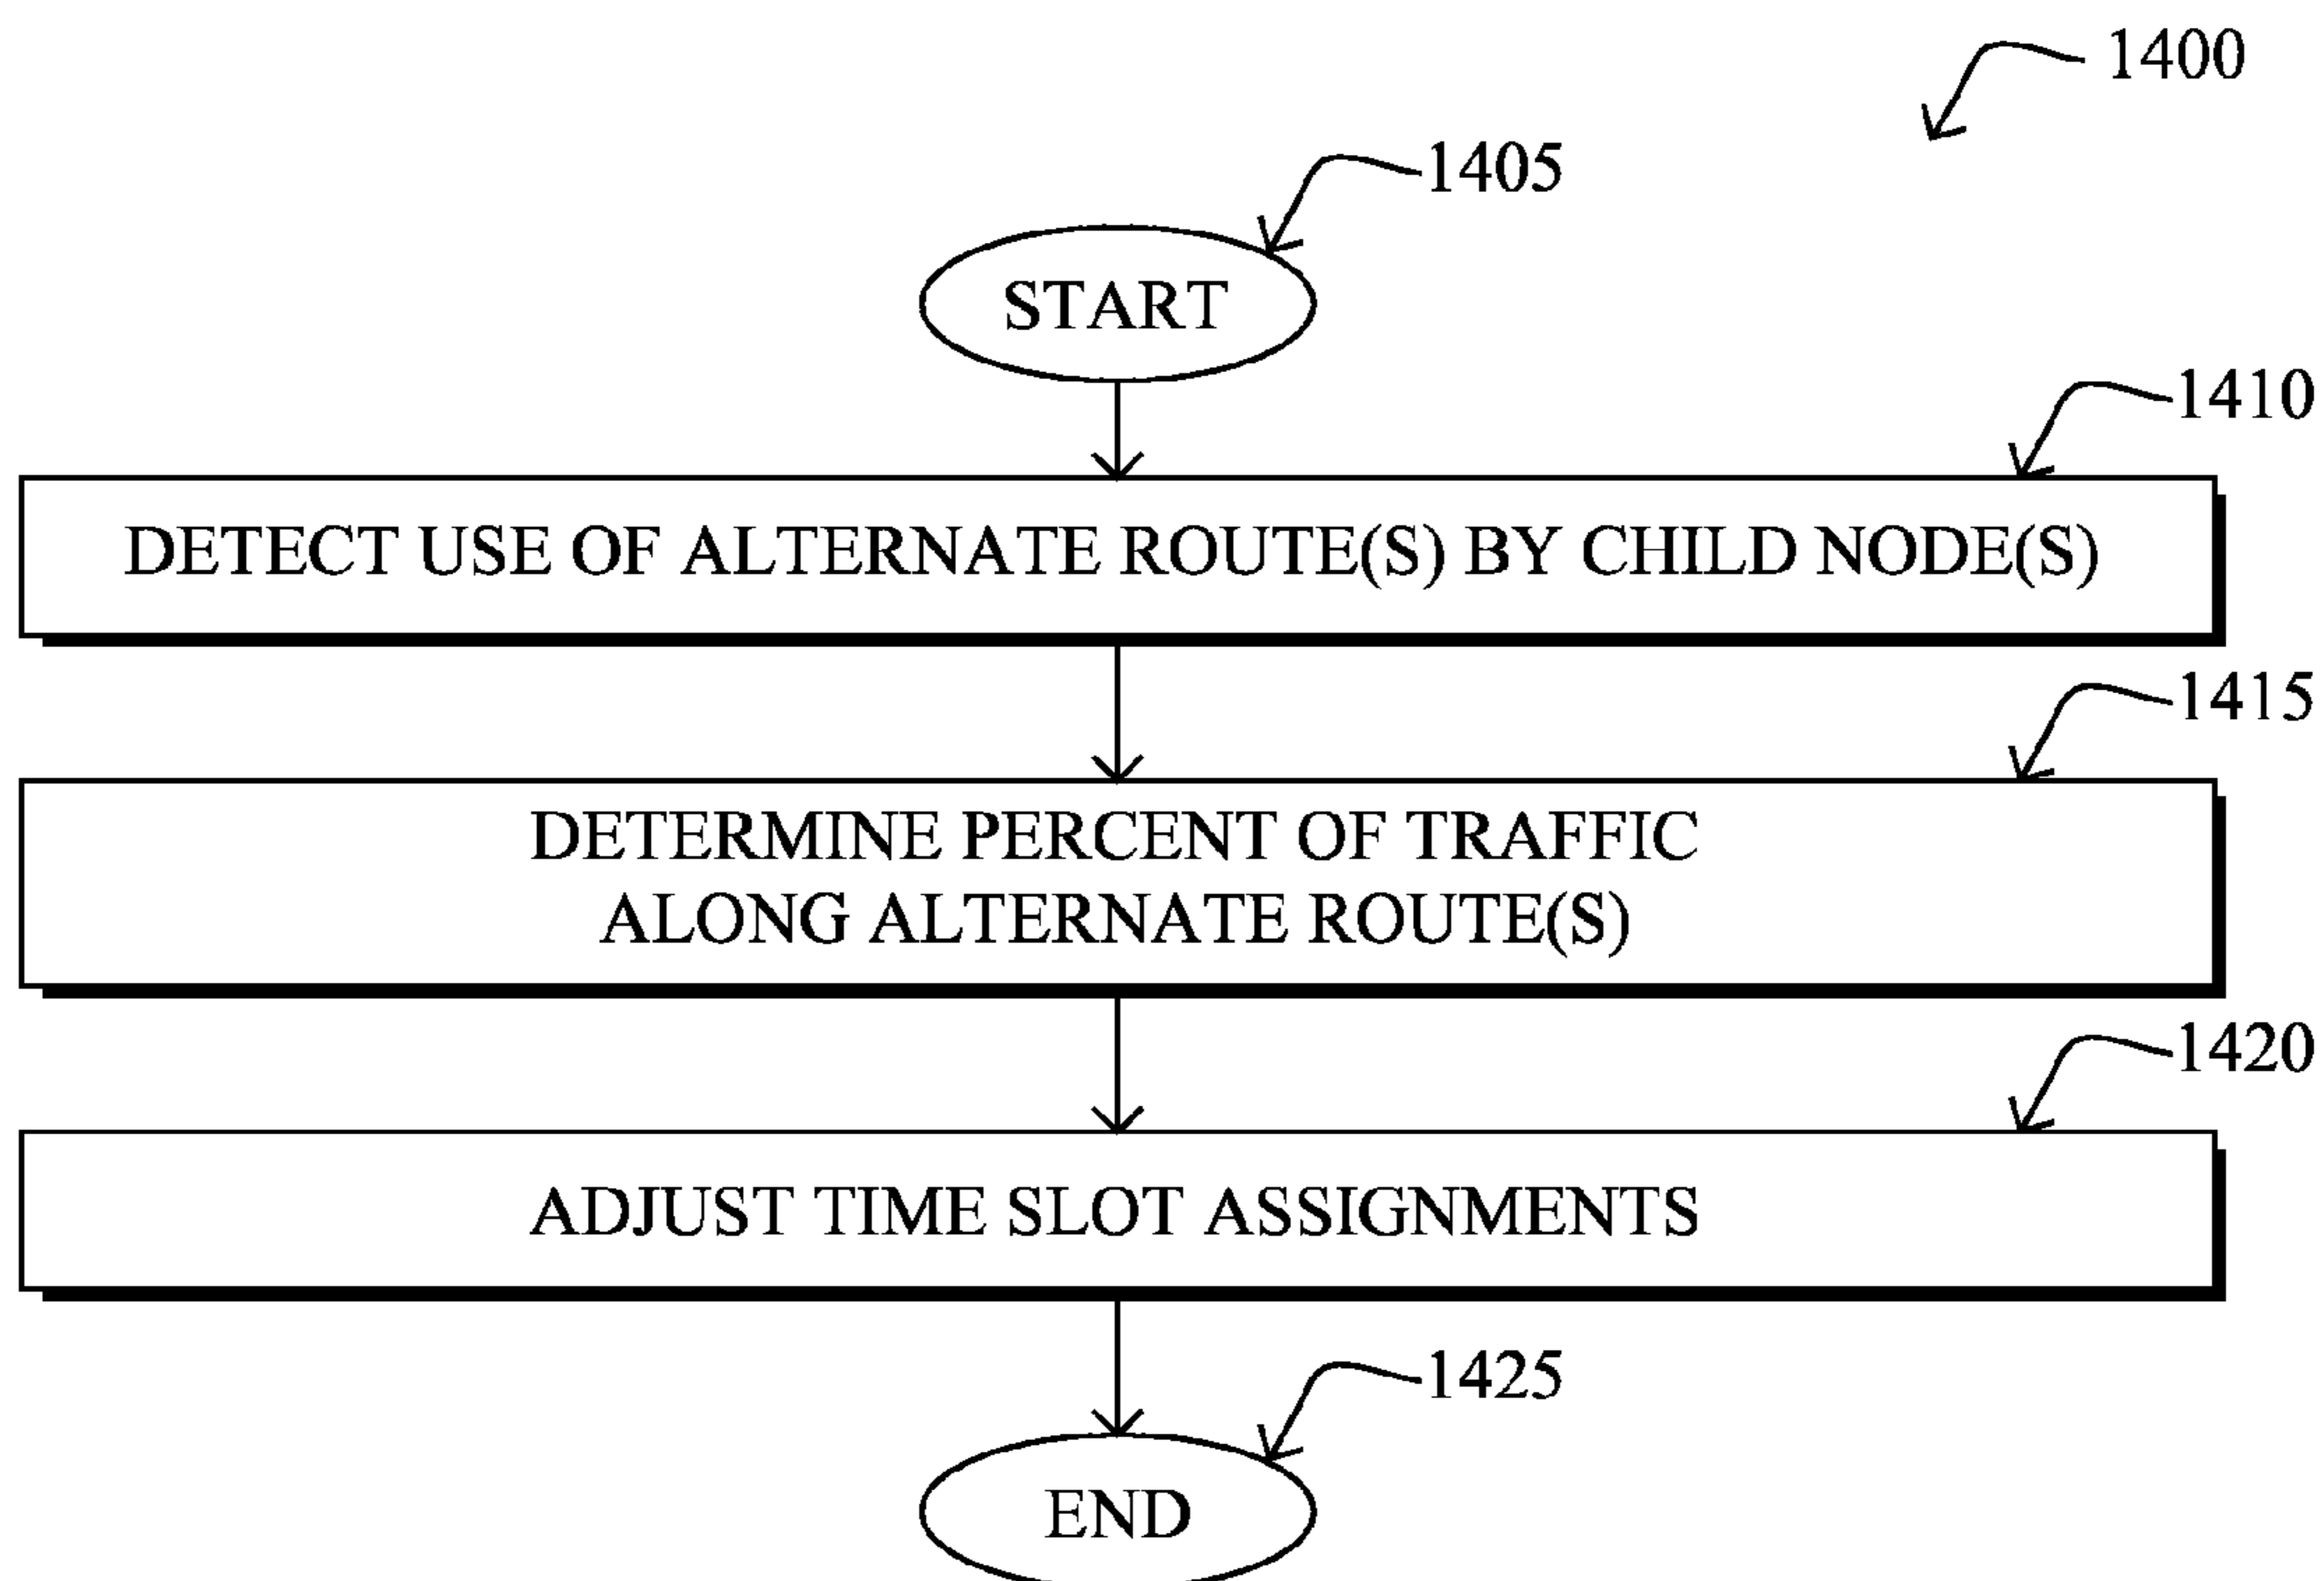 1400
1405
START
1410
DETECT USE OF ALTERNATE ROUTE(S) BY CHILD NODE(S)
1415
DETERMINE PERCENT OF TRAFFIC
ALONG ALTERNATE ROUTE(S)
1420
ADJUST TIME SLOT ASSIGNMENTS
1425
END